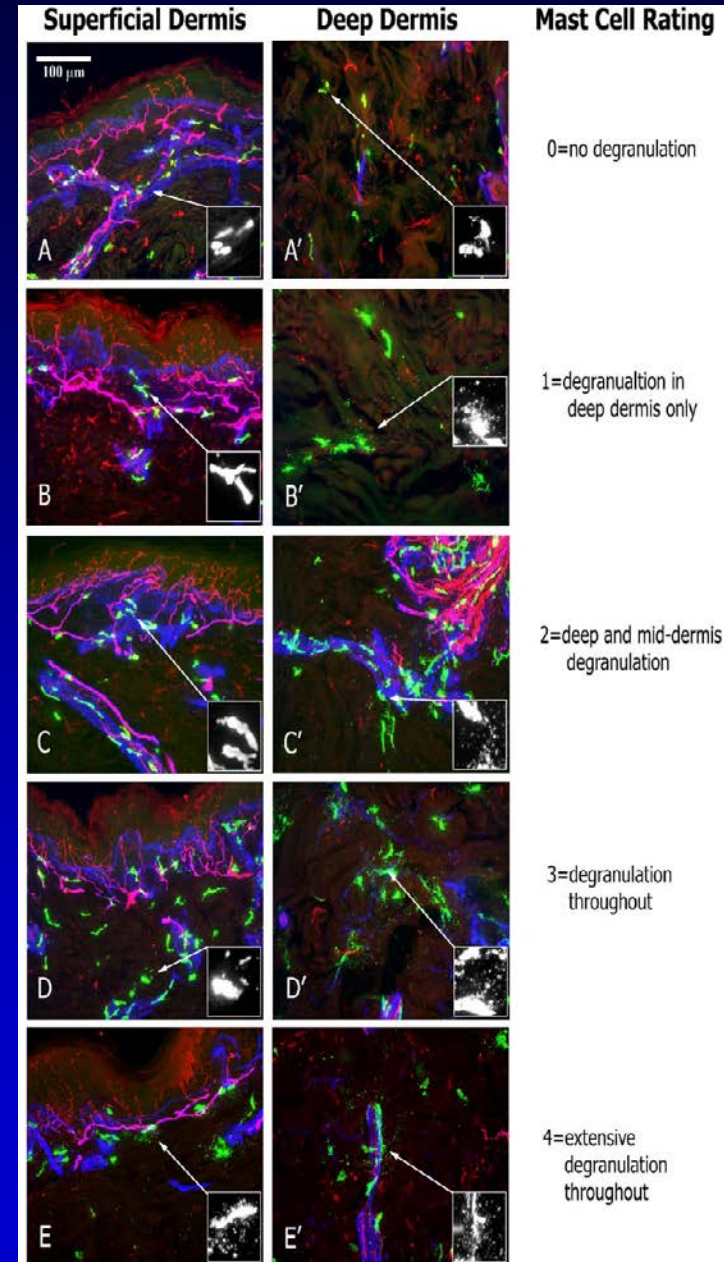 Superficial Dermis Deep Dermis Mast Cell Rating
100 μm
A A'
0=no degranulation
B B'
1=degranualtion in
deep dermis only
C C'
2=deep and mid-dermis
degranulation
D D'
3=degranulation
throughout
E E'
4=extensive
degranulation
throughout